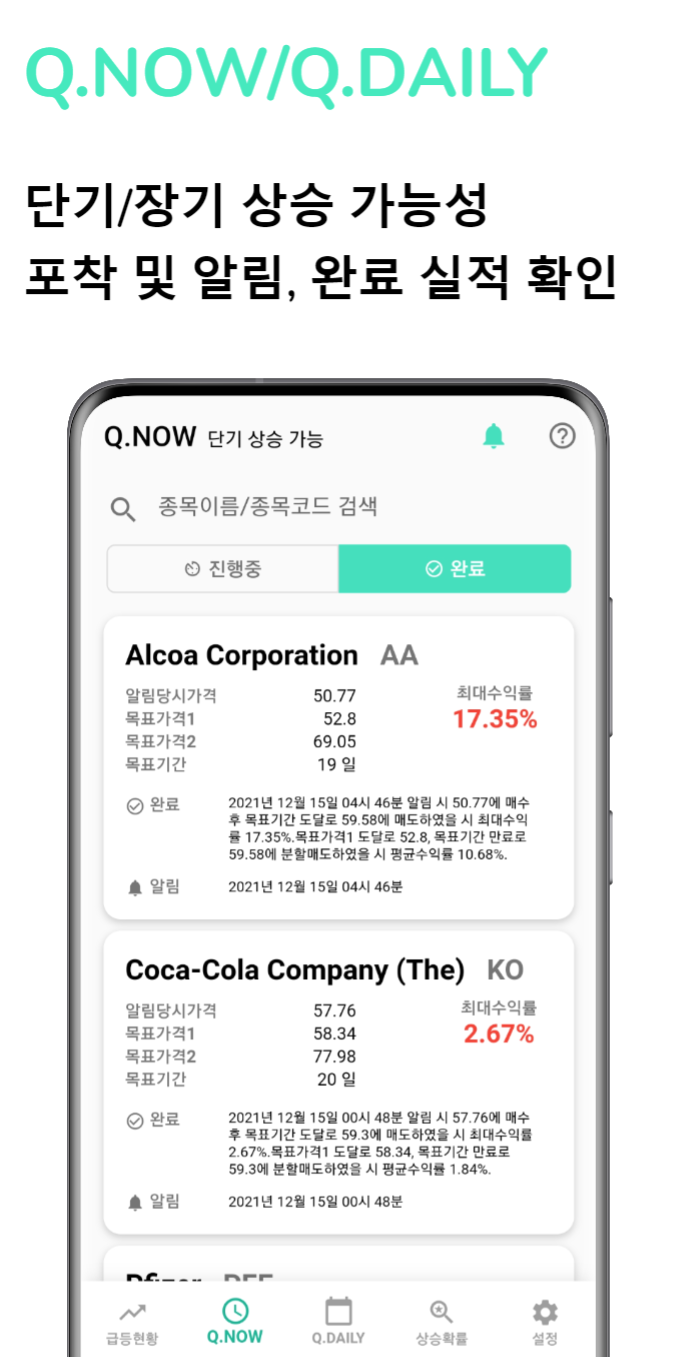 Q.NOW/Q.DAILY
단기/장기 상승 가능성
포착 및 알림, 완료 실적 확인
Q.NOW 단기 상승 가능
종목이름/종목코드 검색
진행중 완료
Alcoa Corporation AA
알림당시가격 50.77 최대수익률
목표가격1 52.8 17.35%
목표가격2 69.05
목표기간 19 일
완료 2021년 12월 15일 04시 46분 알림 시 50.77에 매수
후 목표기간 도달로 59.58에 매도하였을 시 최대수익
률 17.35%.목표가격1 도달로 52.8, 목표기간 만료로
59.58에 분할매도하였을 시 평균수익률 10.68%.
알림 2021년 12월 15일 04시 46분
Coca-Cola Company (The) KO
알림당시가격 57.76 최대수익률
목표가격1 58.34 2.67%
목표가격2 77.98
목표기간 20 일
완료 2021년 12월 15일 00시 48분 알림 시 57.76에 매수
후 목표기간 도달로 59.3에 매도하였을 시 최대수익률
2.67%.목표가격1 도달로 58.34, 목표기간 만료로
59.3에 분할매도하였을 시 평균수익률 1.84%.
알림 2021년 12월 15일 00시 48분
Pfizer PFE
급등현황 Q.NOW Q.DAILY 상승확률 설정